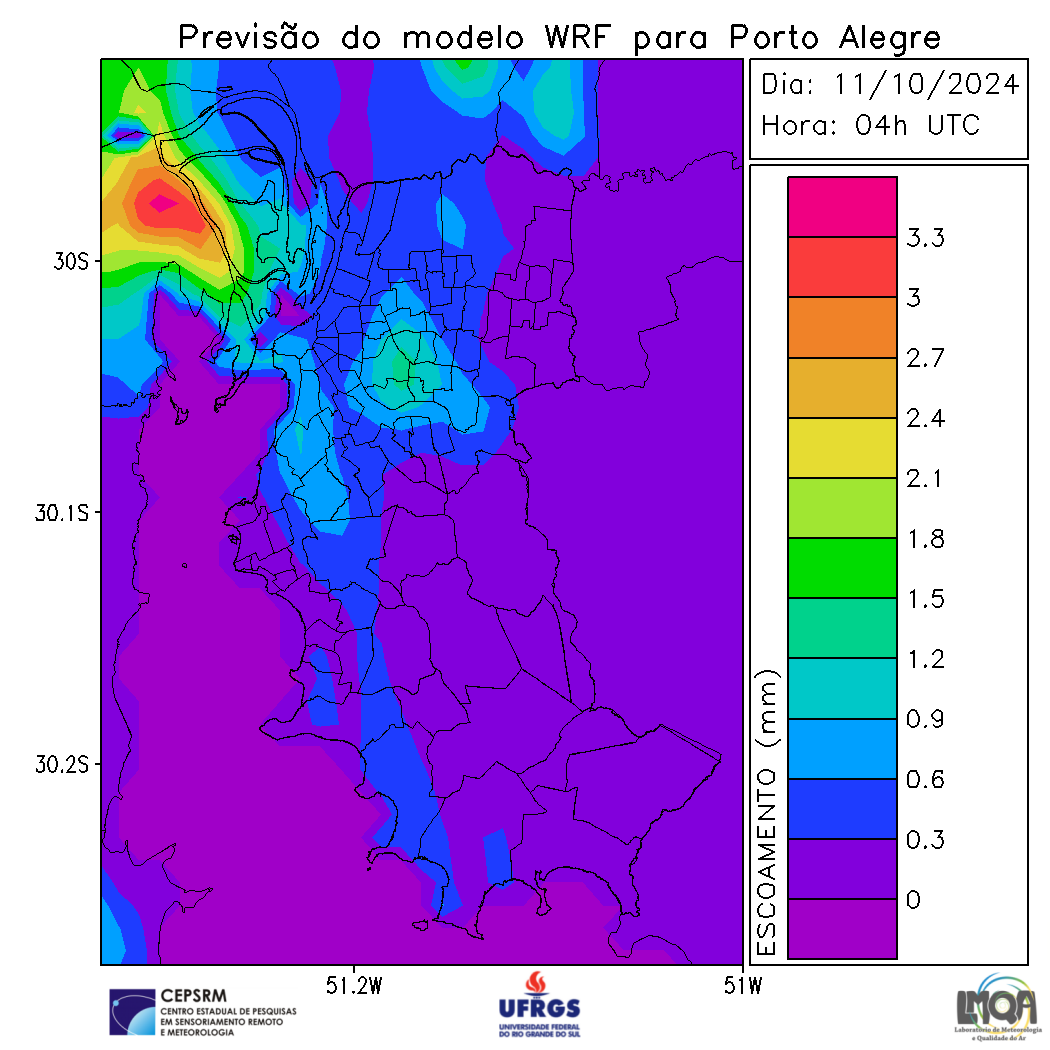 Previsão do modelo WRF para Porto Alegre
Dia: 11/10/2024
Hora: 04h UTC
3.3
3
2.7
2.4
2.1
1.8
1.5
1.2
0.9
0.6
0.3
0
ESCOAMENTO (mm)
30S
30.1S
30.2S
51.2W
51W
CEPSRM
CENTRO ESTADUAL DE PESQUISAS
EM SENSORIAMENTO REMOTO
E METEOROLOGIA
UFRGS
UNIVERSIDADE FEDERAL
DO RIO GRANDE DO SUL
LMQA
Laboratório de Meteorologia
e Qualidade do Ar